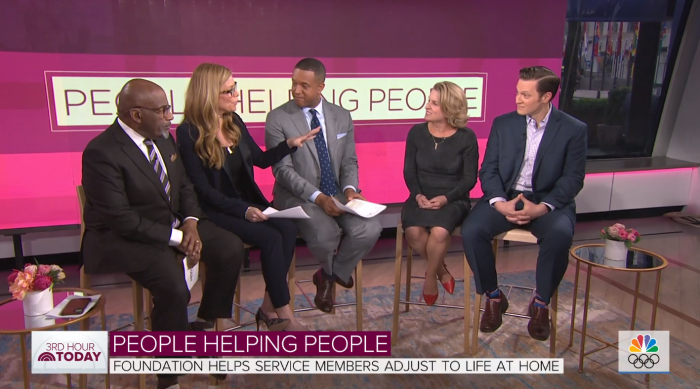 PEOPLE HELPING PEOPLE
3RD HOUR
TODAY
PEOPLE HELPING PEOPLE
FOUNDATION HELPS SERVICE MEMBERS ADJUST TO LIFE AT HOME